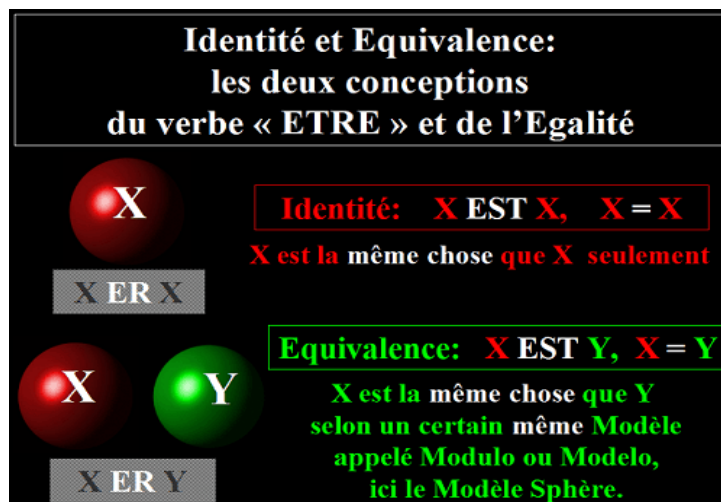 Identité et Equivalence:
les deux conceptions
du verbe « ETRE » et de l’Egalité
X
Identité: X EST X, X = X
X est la même chose que X seulement
X ER X
X
Y
Equivalence: X EST Y, X = Y
X est la même chose que Y
selon un certain même Modèle
appelé Modulo ou Modelo,
ici le Modèle Sphère.
X ER Y